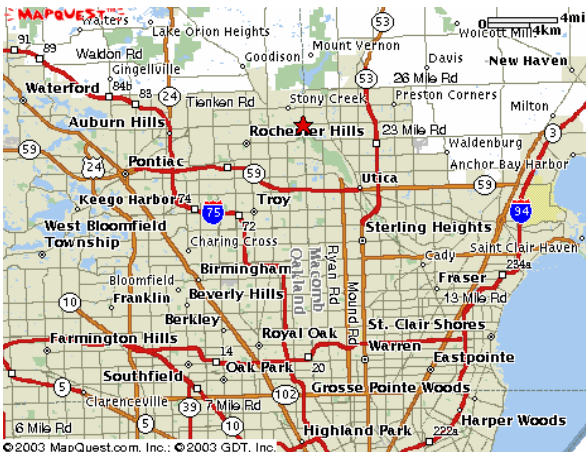 MAPQUEST
Walters
Lake Orion Heights
53
Wolcott Mill
0 4mi
4km
91
89
Waldon Rd
Goodison
Mount Vernon
Davis
New Haven
Gingellville
53
26 Mile Rd
Waterford
84b
83
24
Tienken Rd
Stony Creek
Preston Corners
Milton
Auburn Hills
Rochester Hills
23 Mile Rd
3
59
24
Waldenburg
Pontiac
59
Anchor Bay Harbor
Utica
59
Keego Harbor
74
75
Troy
94
72
West Bloomfield
Township
Charing Cross
Sterling Heights
Saint Clair Haven
Oakland
Macomb
Ryan Rd
Mound Rd
Cady
234a
Birmingham
Fraser
Bloomfield
10
Franklin
Beverly Hills
13 Mile Rd
Berkley
St. Clair Shores
Farmington Hills
Royal Oak
Warren
14
20
Eastpointe
Southfield
Oak Park
5
102
Grosse Pointe Woods
5
Clarenceville
39
7 Mile Rd
Harper Woods
6 Mile Rd
Highland Park
222a
10
©2003 MapQuest.com, Inc.; ©2003 GDT, Inc.